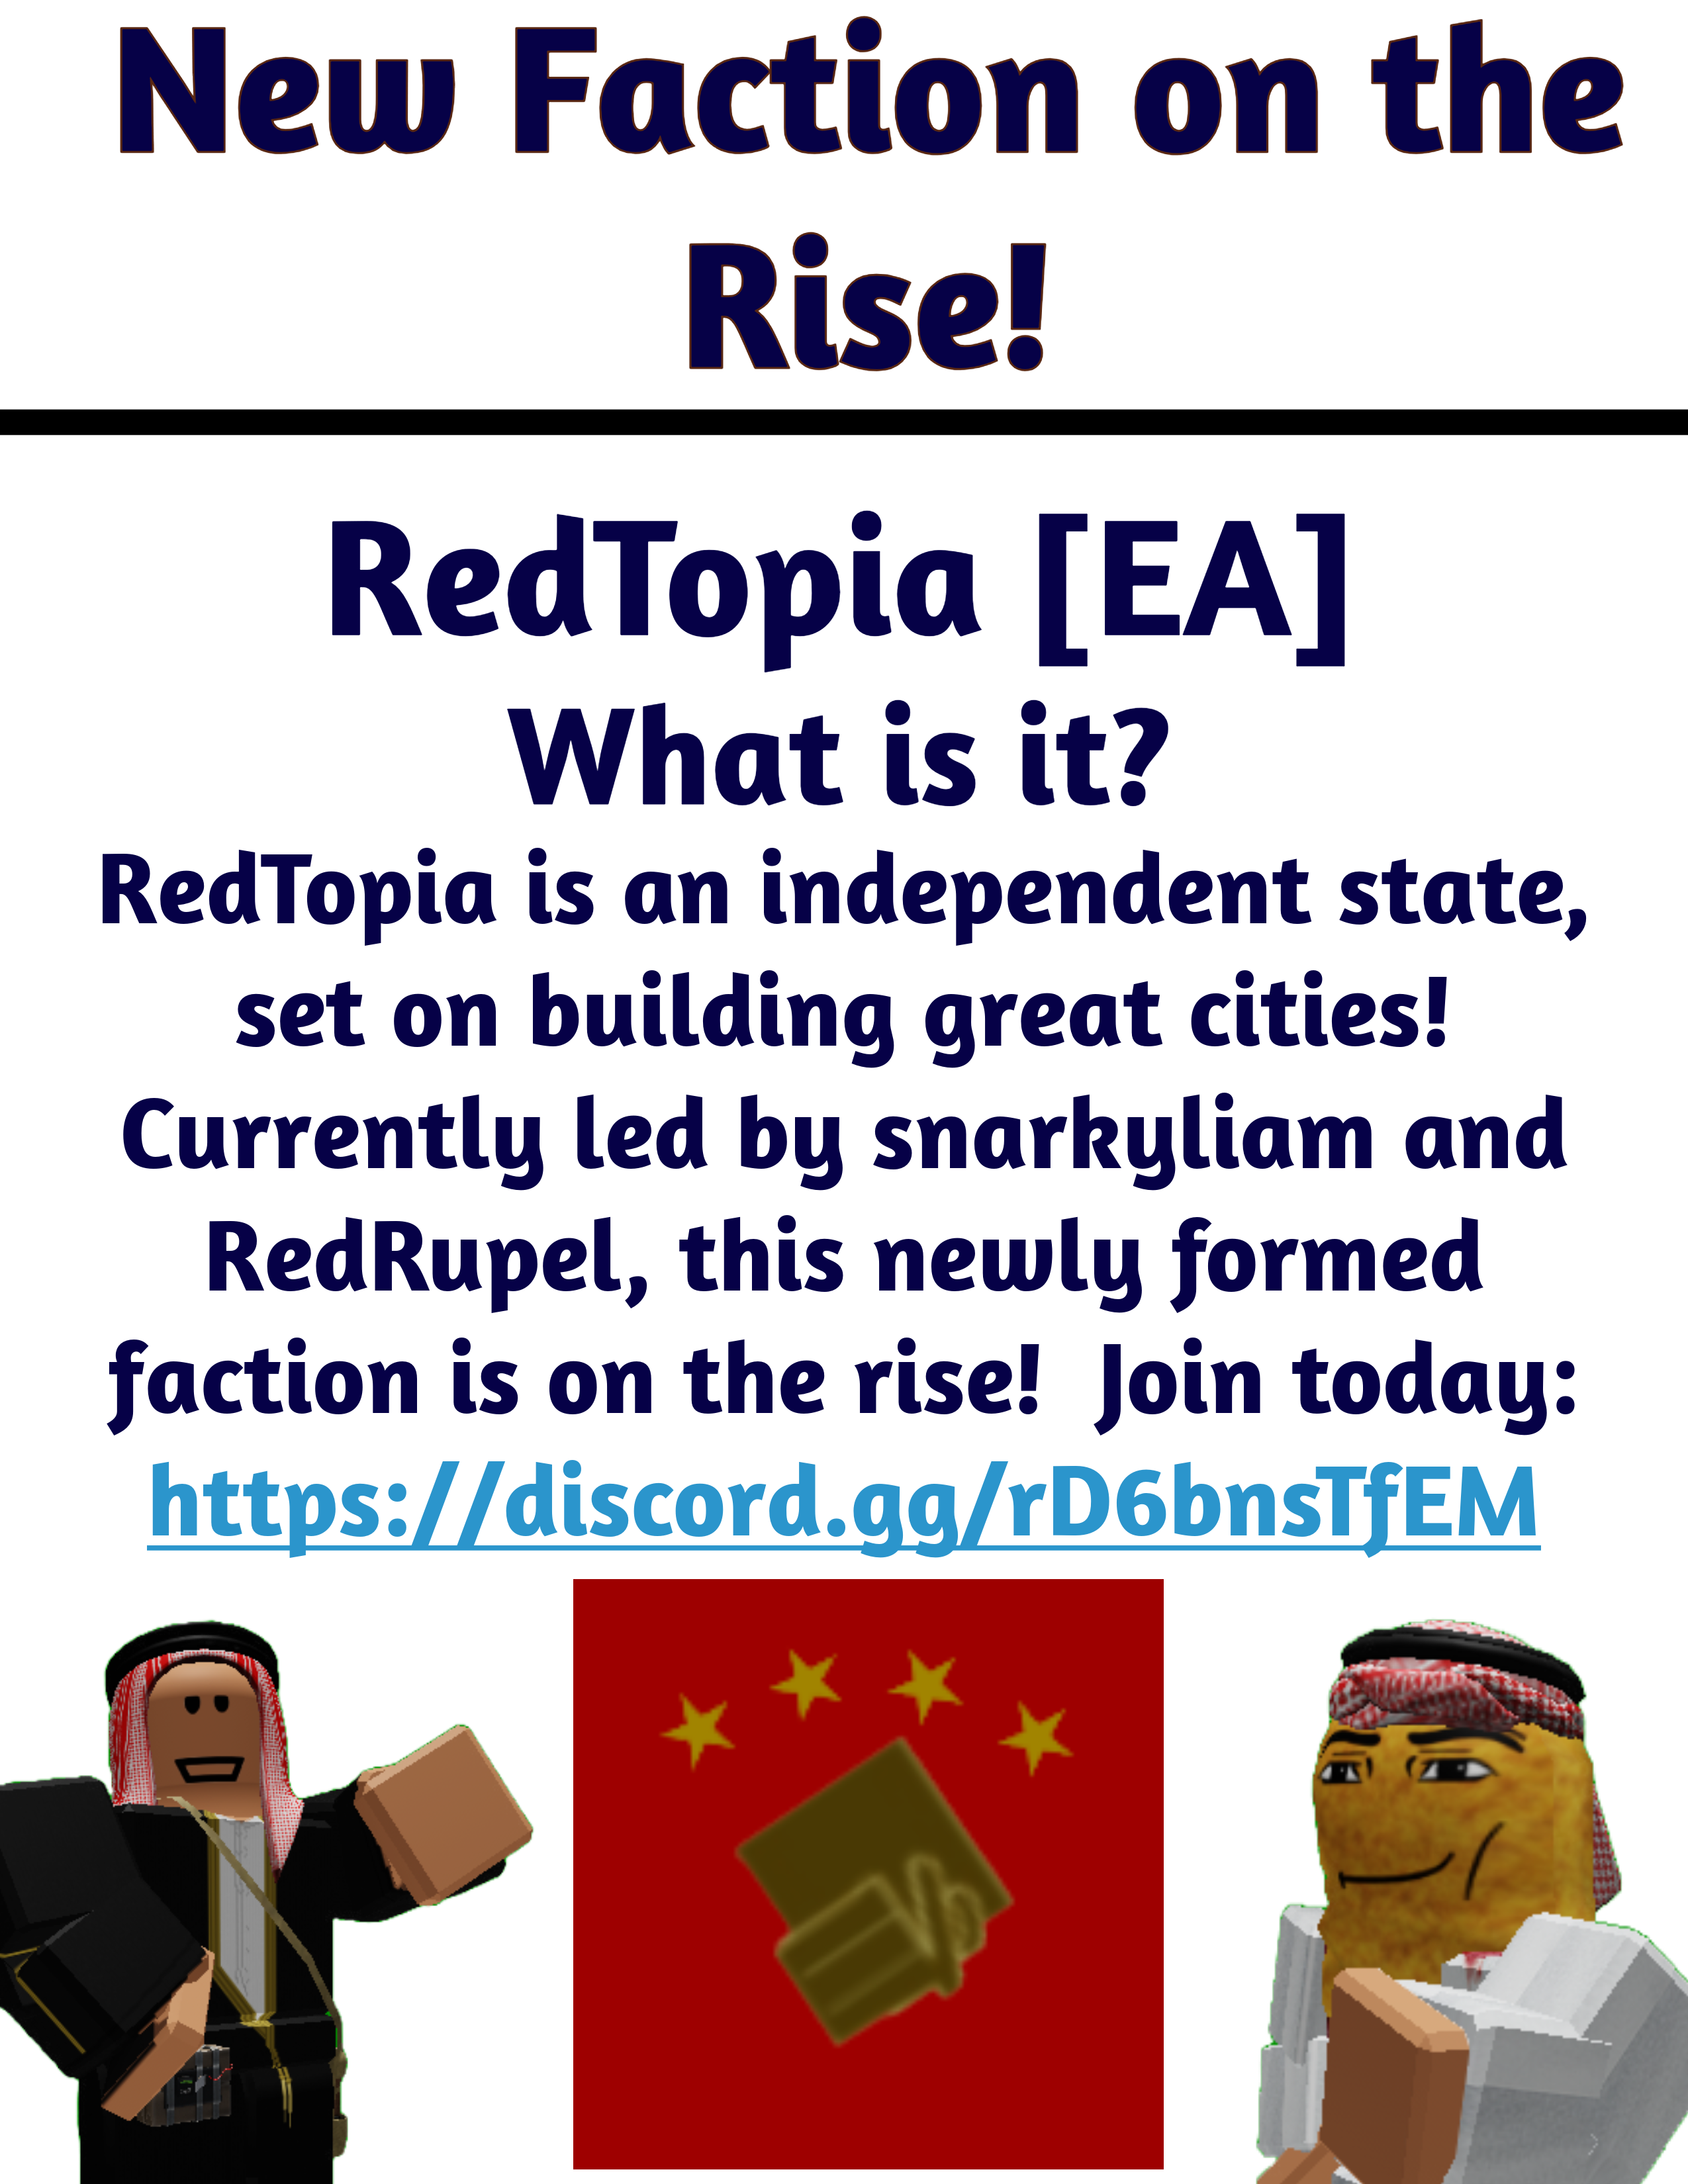 New Faction on the
Rise!
RedTopia [EA]
What is it?
RedTopia is an independent state,
set on building great cities!
Currently led by snarkyliam and
RedRupel, this newly formed
faction is on the rise!  Join today:
https://discord.gg/rD6bnsTfEM